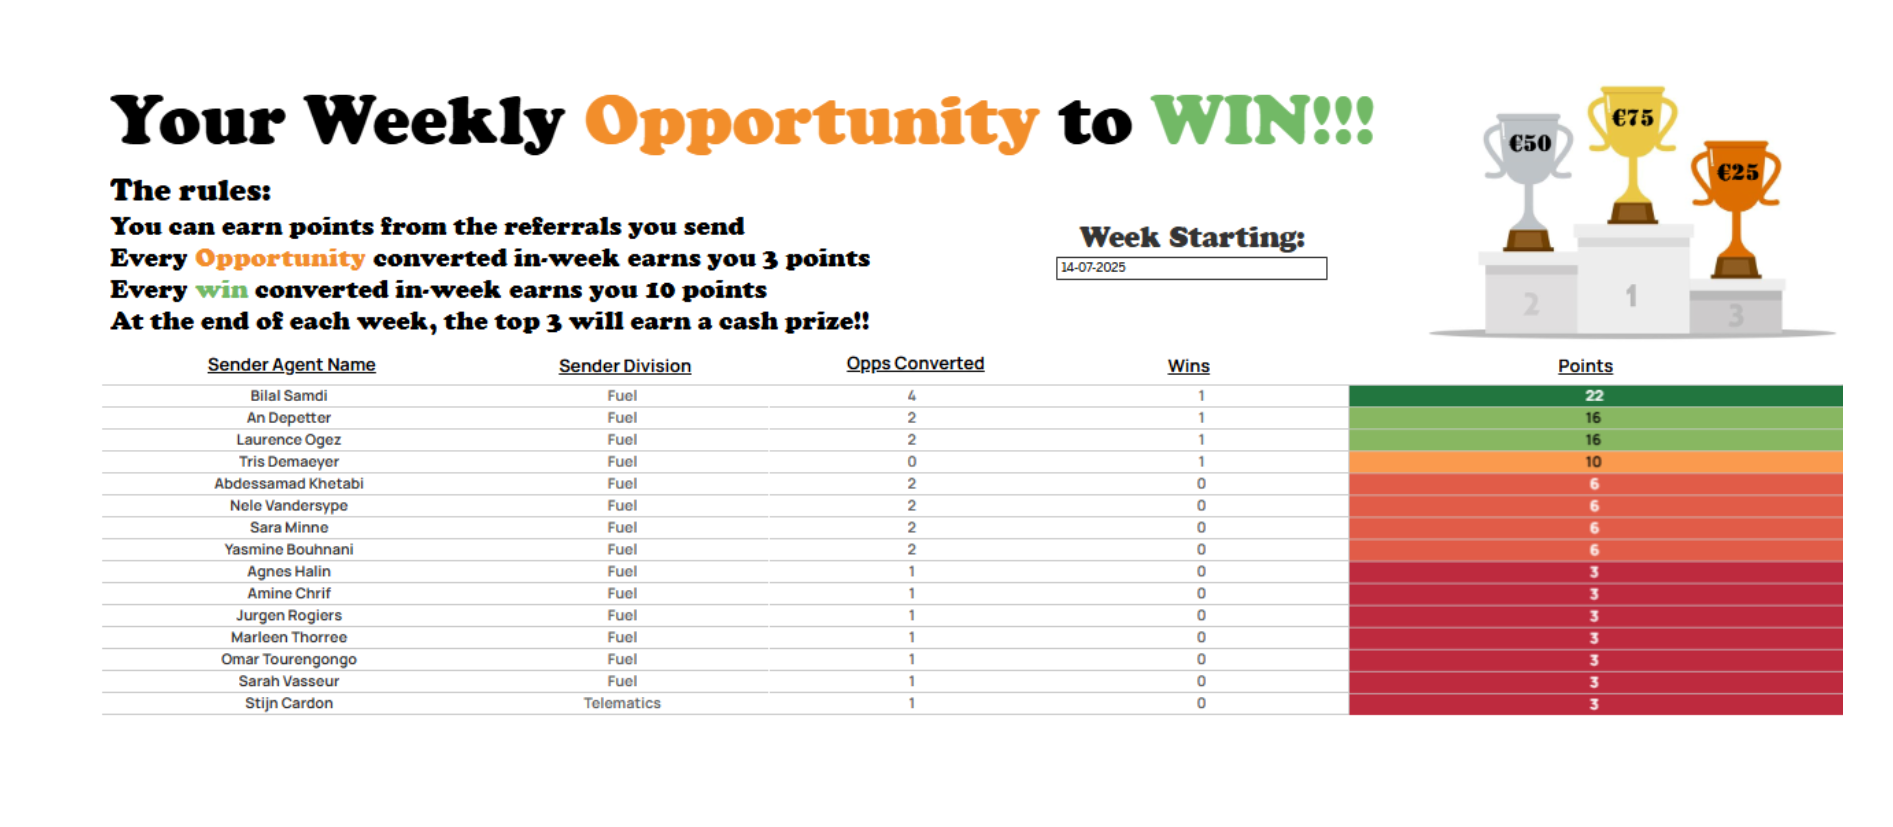 Your Weekly Opportunity to WIN!!!
€50
€75
€25
2
1
3
The rules:
You can earn points from the referrals you send
Every Opportunity converted in-week earns you 3 points
Every win converted in-week earns you 10 points
At the end of each week, the top 3 will earn a cash prize!!
Week Starting:
14-07-2025
Sender Agent Name Sender Division Opps Converted Wins Points
Bilal Samdi Fuel 4 1 22
An Depetter Fuel 2 1 16
Laurence Ogez Fuel 2 1 16
Tris Demaeyer Fuel 0 1 10
Abdessamad Khetabi Fuel 2 0 6
Nele Vandersype Fuel 2 0 6
Sara Minne Fuel 2 0 6
Yasmine Bouhnani Fuel 2 0 6
Agnes Halin Fuel 1 0 3
Amine Chrif Fuel 1 0 3
Jurgen Rogiers Fuel 1 0 3
Marleen Thorree Fuel 1 0 3
Omar Tourengongo Fuel 1 0 3
Sarah Vasseur Fuel 1 0 3
Stijn Cardon Telematics 1 0 3